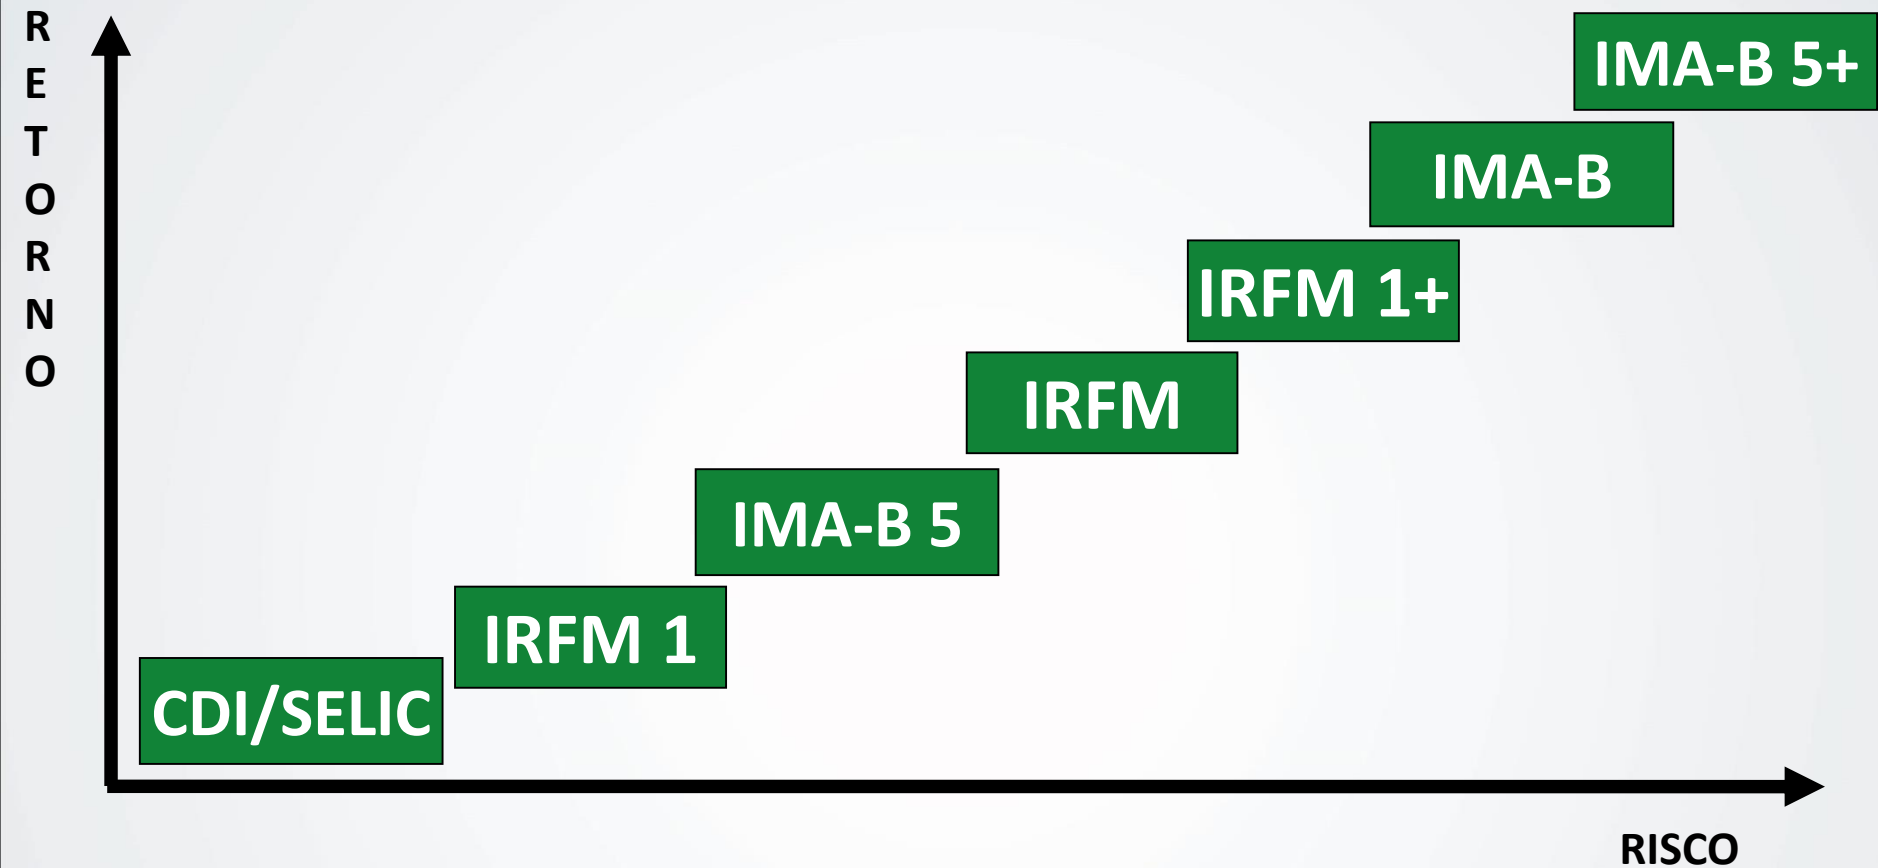 RETORNO
IMA-B 5+
IMA-B
IRFM 1+
IRFM
IMA-B 5
IRFM 1
CDI/SELIC
RISCO